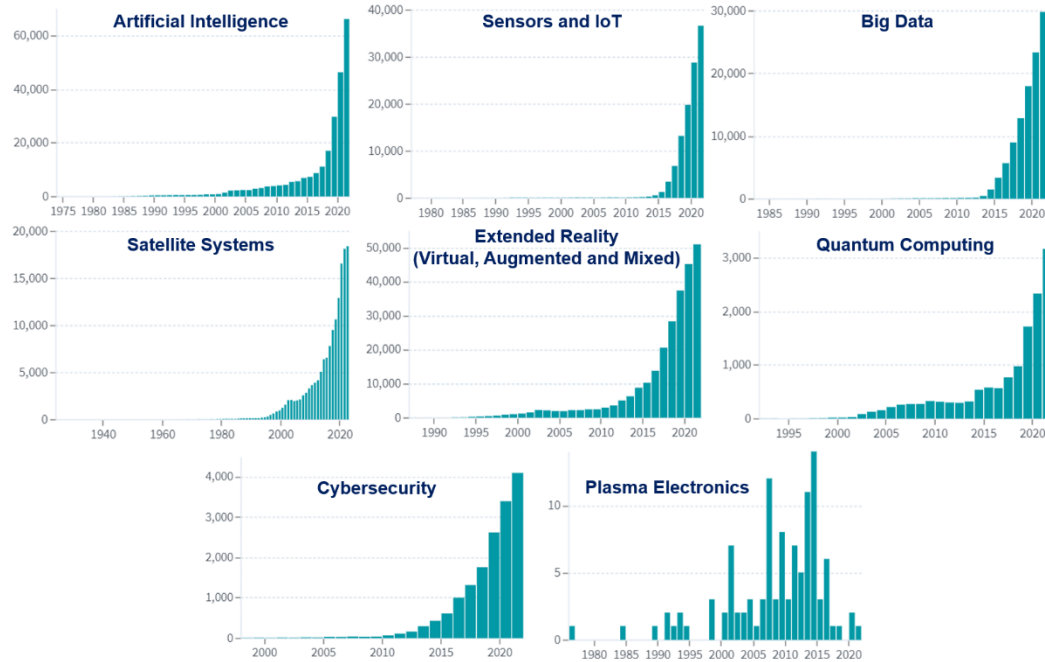 Artificial Intelligence
60,000
40,000
20,000
0
1975 1980 1985 1990 1995 2000 2005 2010 2015 2020
Sensors and IoT
40,000
30,000
20,000
10,000
0
1980 1985 1990 1995 2000 2005 2010 2015 2020
Big Data
30,000
20,000
10,000
0
1985 1990 1995 2000 2005 2010 2015 2020
Satellite Systems
20,000
15,000
10,000
5,000
0
1940 1960 1980 2000 2020
Extended Reality
(Virtual, Augmented and Mixed)
50,000
40,000
30,000
20,000
10,000
0
1990 1995 2000 2005 2010 2015 2020
Quantum Computing
3,000
2,000
1,000
0
1995 2000 2005 2010 2015 2020
Cybersecurity
4,000
3,000
2,000
1,000
0
2000 2005 2010 2015 2020
Plasma Electronics
10
5
0
1980 1985 1990 1995 2000 2005 2010 2015 2020